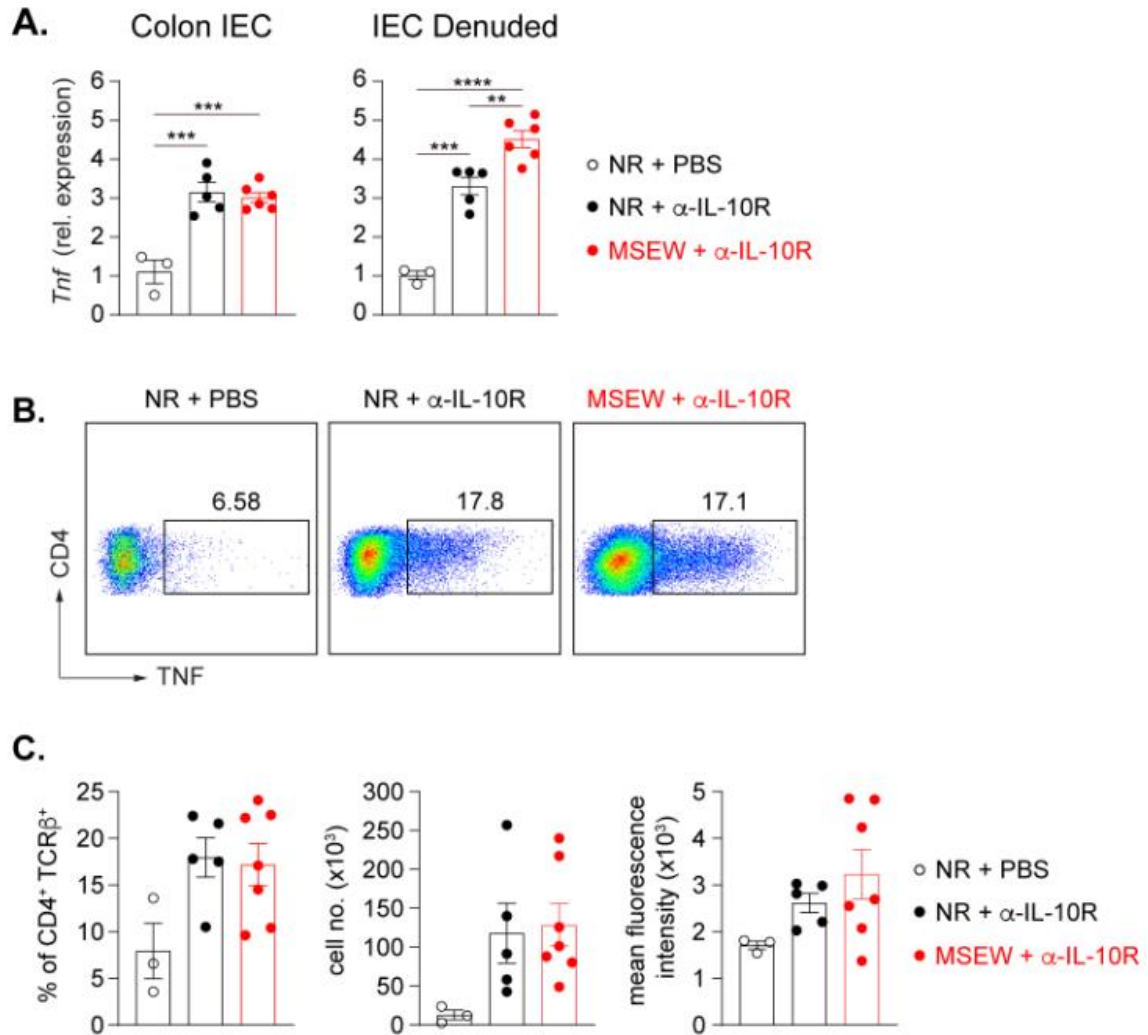 A.
Colon IEC
IEC Denuded
Tnf (rel. expression)
6
5
4
3
2
1
0
***
***
6
5
4
3
2
1
0
****
**
***
NR + PBS
NR + α-IL-10R
MSEW + α-IL-10R
B.
NR + PBS
NR + α-IL-10R
MSEW + α-IL-10R
6.58
17.8
17.1
CD4
TNF
C.
% of CD4⁺ TCRβ⁺
25
20
15
10
5
0
cell no. (x10³)
300
250
200
150
100
50
0
mean fluorescence
intensity (x10³)
5
4
3
2
1
0
NR + PBS
NR + α-IL-10R
MSEW + α-IL-10R